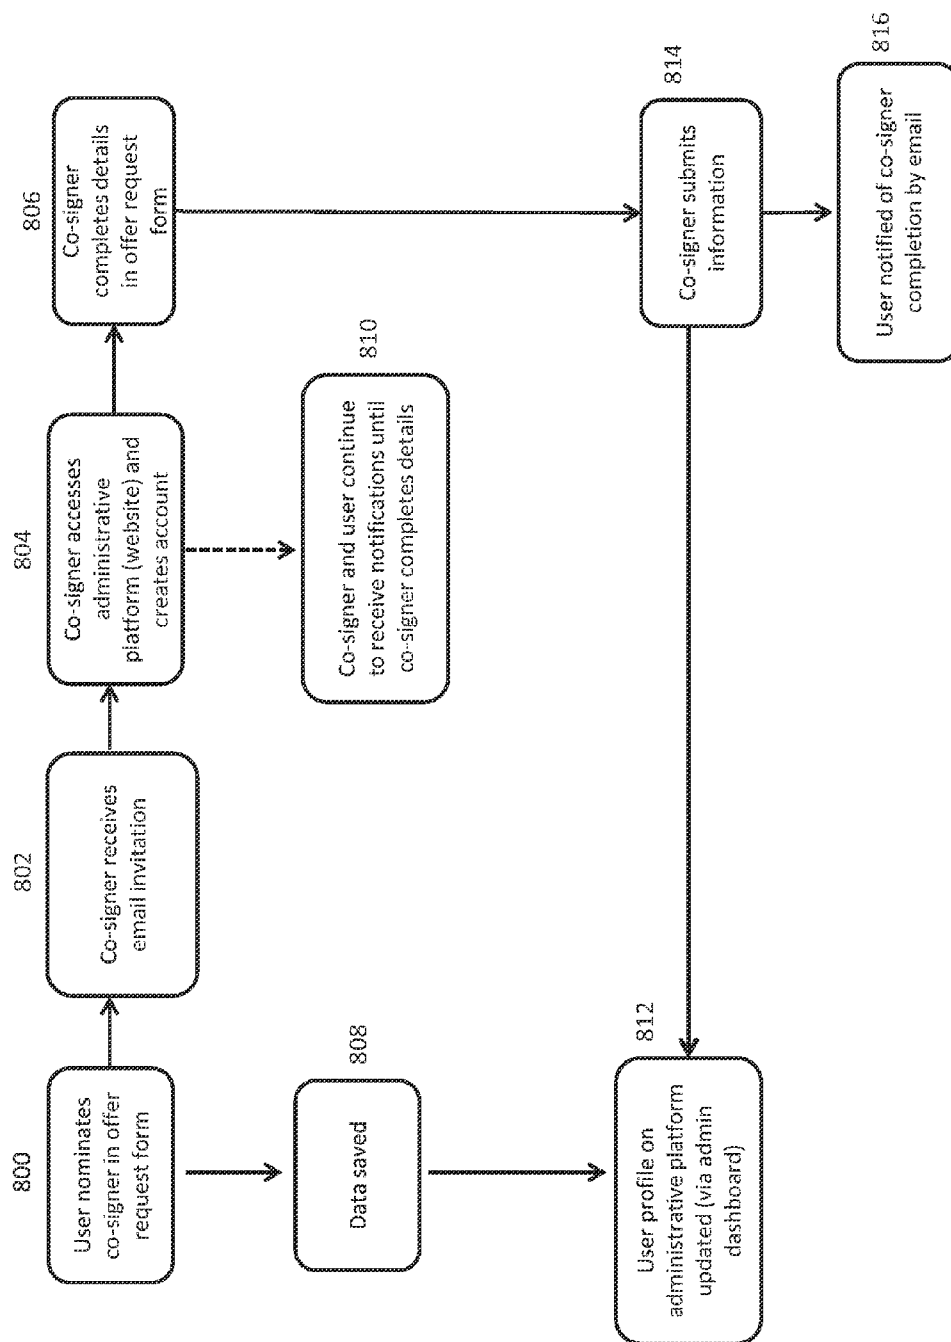 800
User nominates
co-signer in offer
request form
802
Co-signer receives
email invitation
804
Co-signer accesses
administrative
platform (website) and
creates account
806
Co-signer
completes details
in offer request
form
808
Data saved
810
Co-signer and user continue
to receive notifications until
co-signer completes details
812
User profile on
administrative platform
updated (via admin
dashboard)
814
Co-signer submits
information
816
User notified of co-signer
completion by email